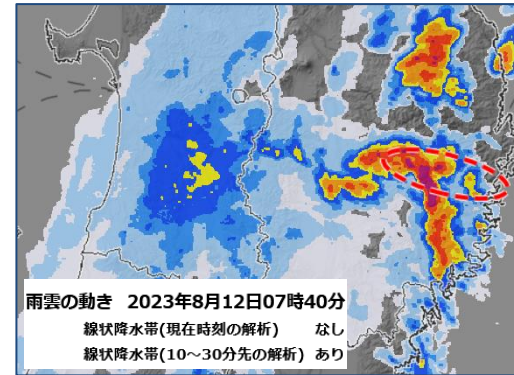 雨雲の動き 2023年8月12日07時40分
線状降水帯(現在時刻の解析) なし
線状降水帯(10～30分先の解析) あり